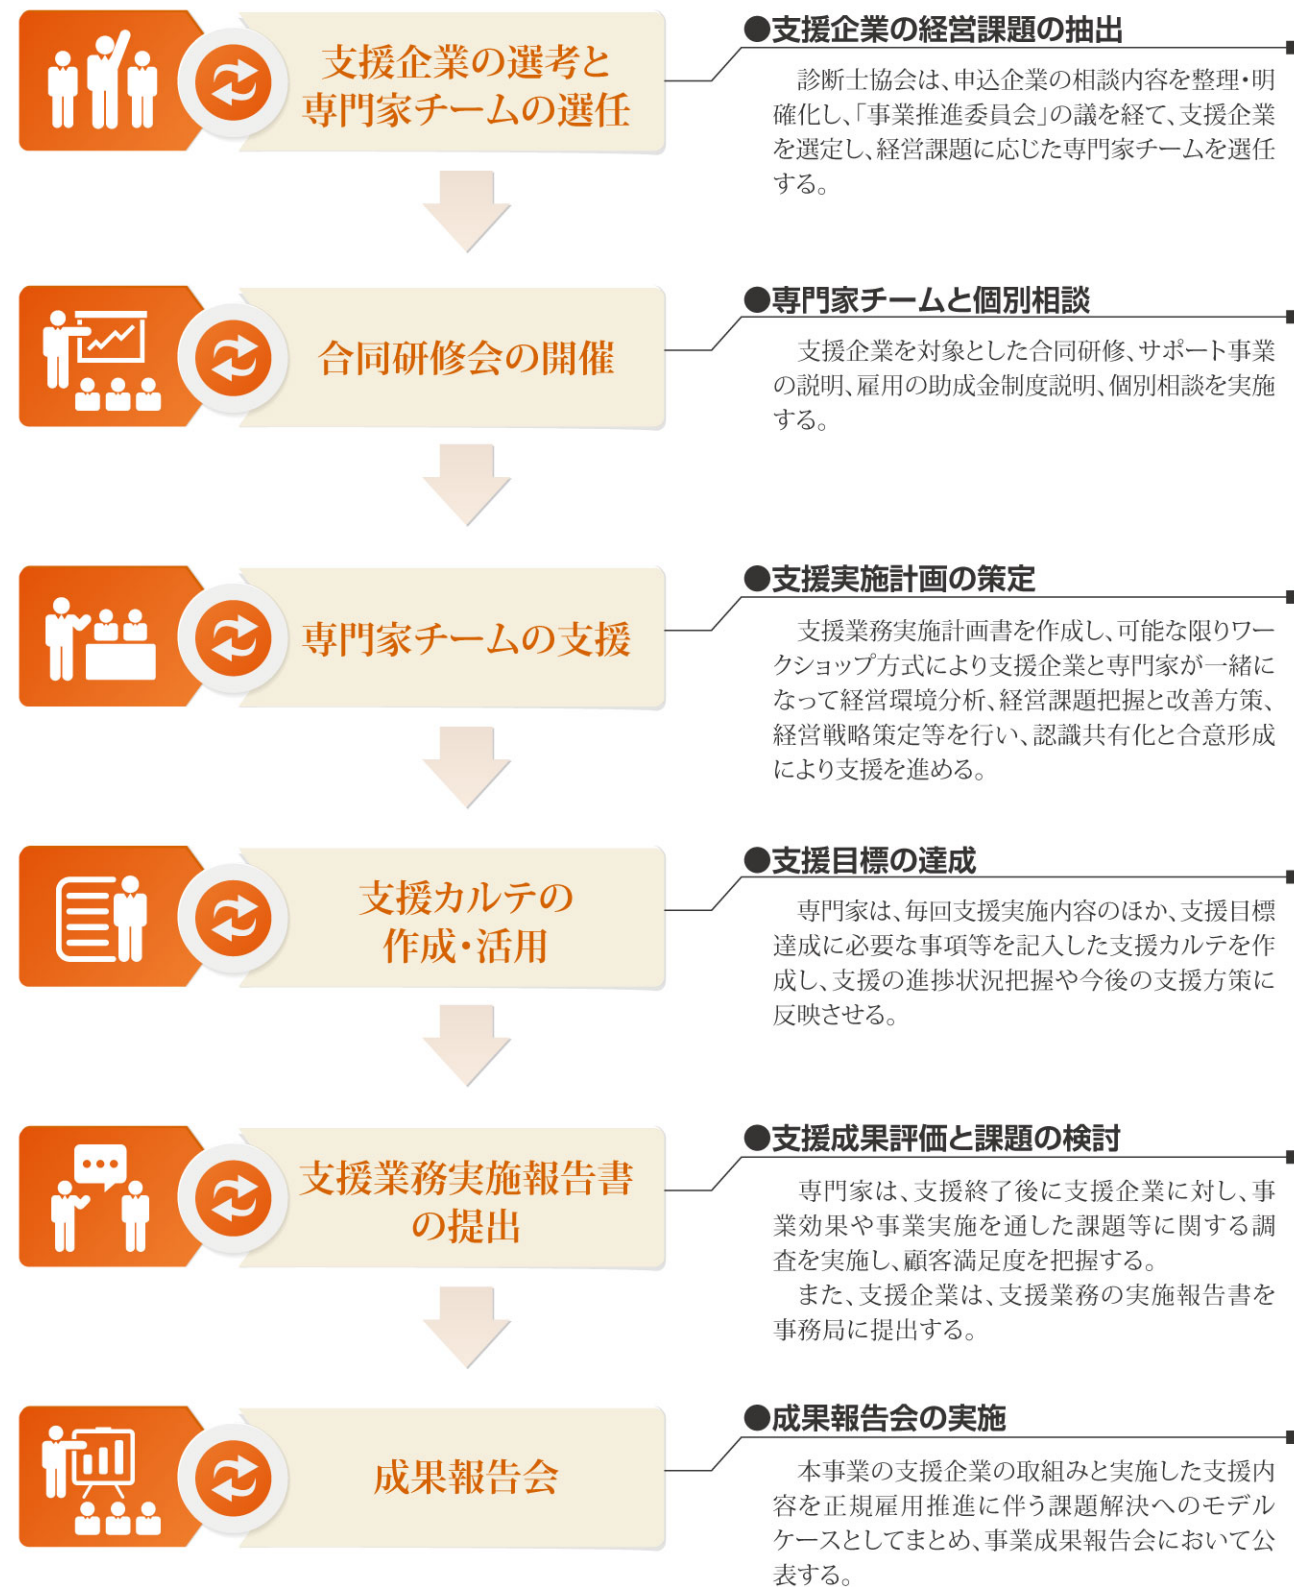 支援企業の選考と
専門家チームの選任
●支援企業の経営課題の抽出
診断士協会は、申込企業の相談内容を整理・明
確化し、「事業推進委員会」の議を経て、支援企業
を選定し、経営課題に応じた専門家チームを選任
する。
合同研修会の開催
●専門家チームと個別相談
支援企業を対象とした合同研修、サポート事業
の説明、雇用の助成金制度説明、個別相談を実施
する。
専門家チームの支援
●支援実施計画の策定
支援業務実施計画書を作成し、可能な限りワー
クショップ方式により支援企業と専門家が一緒に
なって経営環境分析、経営課題把握と改善方策、
経営戦略策定等を行い、認識共有化と合意形成
により支援を進める。
支援カルテの
作成・活用
●支援目標の達成
専門家は、毎回支援実施内容のほか、支援目標
達成に必要な事項等を記入した支援カルテを作
成し、支援の進捗状況把握や今後の支援方策に
反映させる。
支援業務実施報告書
の提出
●支援成果評価と課題の検討
専門家は、支援終了後に支援企業に対し、事
業効果や事業実施を通した課題等に関する調
査を実施し、顧客満足度を把握する。
また、支援企業は、支援業務の実施報告書を
事務局に提出する。
成果報告会
●成果報告会の実施
本事業の支援企業の取組みと実施した支援内
容を正規雇用推進に伴う課題解決へのモデル
ケースとしてまとめ、事業成果報告会において公
表する。